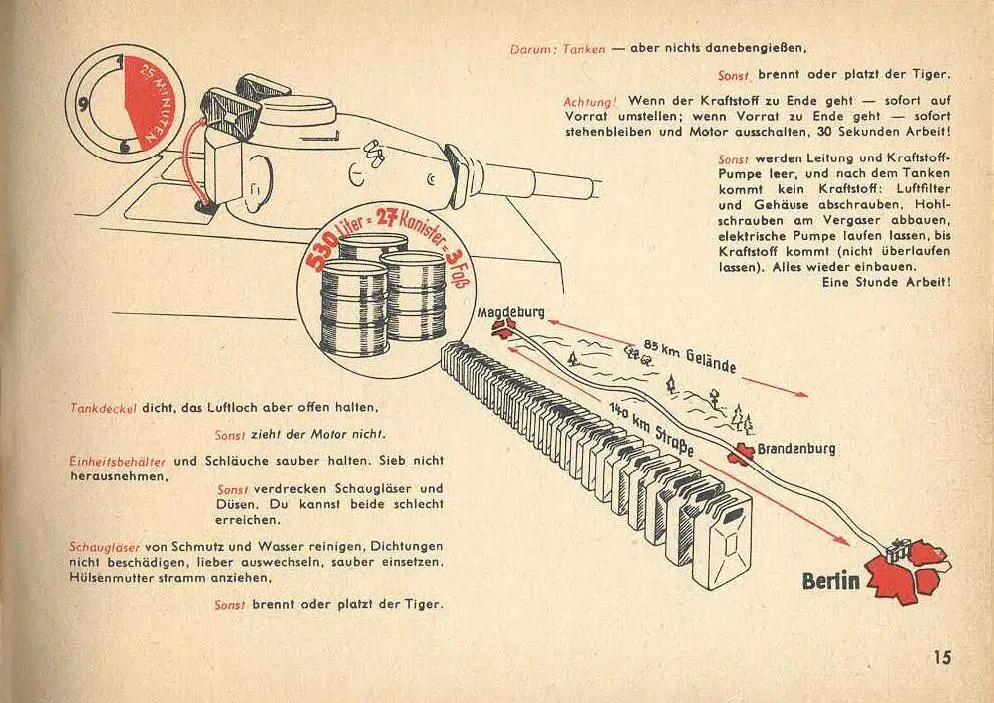 9
6
25 MINUTEN
Darum: Tanken — aber nichts danebengießen,
Sonst brennt oder platzt der Tiger.
Achtung! Wenn der Kraftstoff zu Ende geht — sofort auf
Vorrat umstellen; wenn Vorrat zu Ende geht — sofort
stehenbleiben und Motor ausschalten, 30 Sekunden Arbeit!
Sonst werden Leitung und Kraftstoff-
Pumpe leer, und nach dem Tanken
kommt kein Kraftstoff: Luftfilter
und Gehäuse abschrauben, Hohl-
schrauben am Vergaser abbauen,
elektrische Pumpe laufen lassen, bis
Kraftstoff kommt (nicht überlaufen
lassen). Alles wieder einbauen.
Eine Stunde Arbeit!
530 Liter = 27 Kanister = 3 Faß
Magdeburg
85 km Gelände
140 km Straße
Brandenburg
Berlin
Tankdeckel dicht, das Luftloch aber offen halten,
Sonst zieht der Motor nicht.
Einheitsbehälter und Schläuche sauber halten. Sieb nicht
herausnehmen,
Sonst verdrecken Schaugläser und
Düsen. Du kannst beide schlecht
erreichen.
Schaugläser von Schmutz und Wasser reinigen, Dichtungen
nicht beschädigen, lieber auswechseln, sauber einsetzen.
Hülsenmutter stramm anziehen,
Sonst brennt oder platzt der Tiger.
15